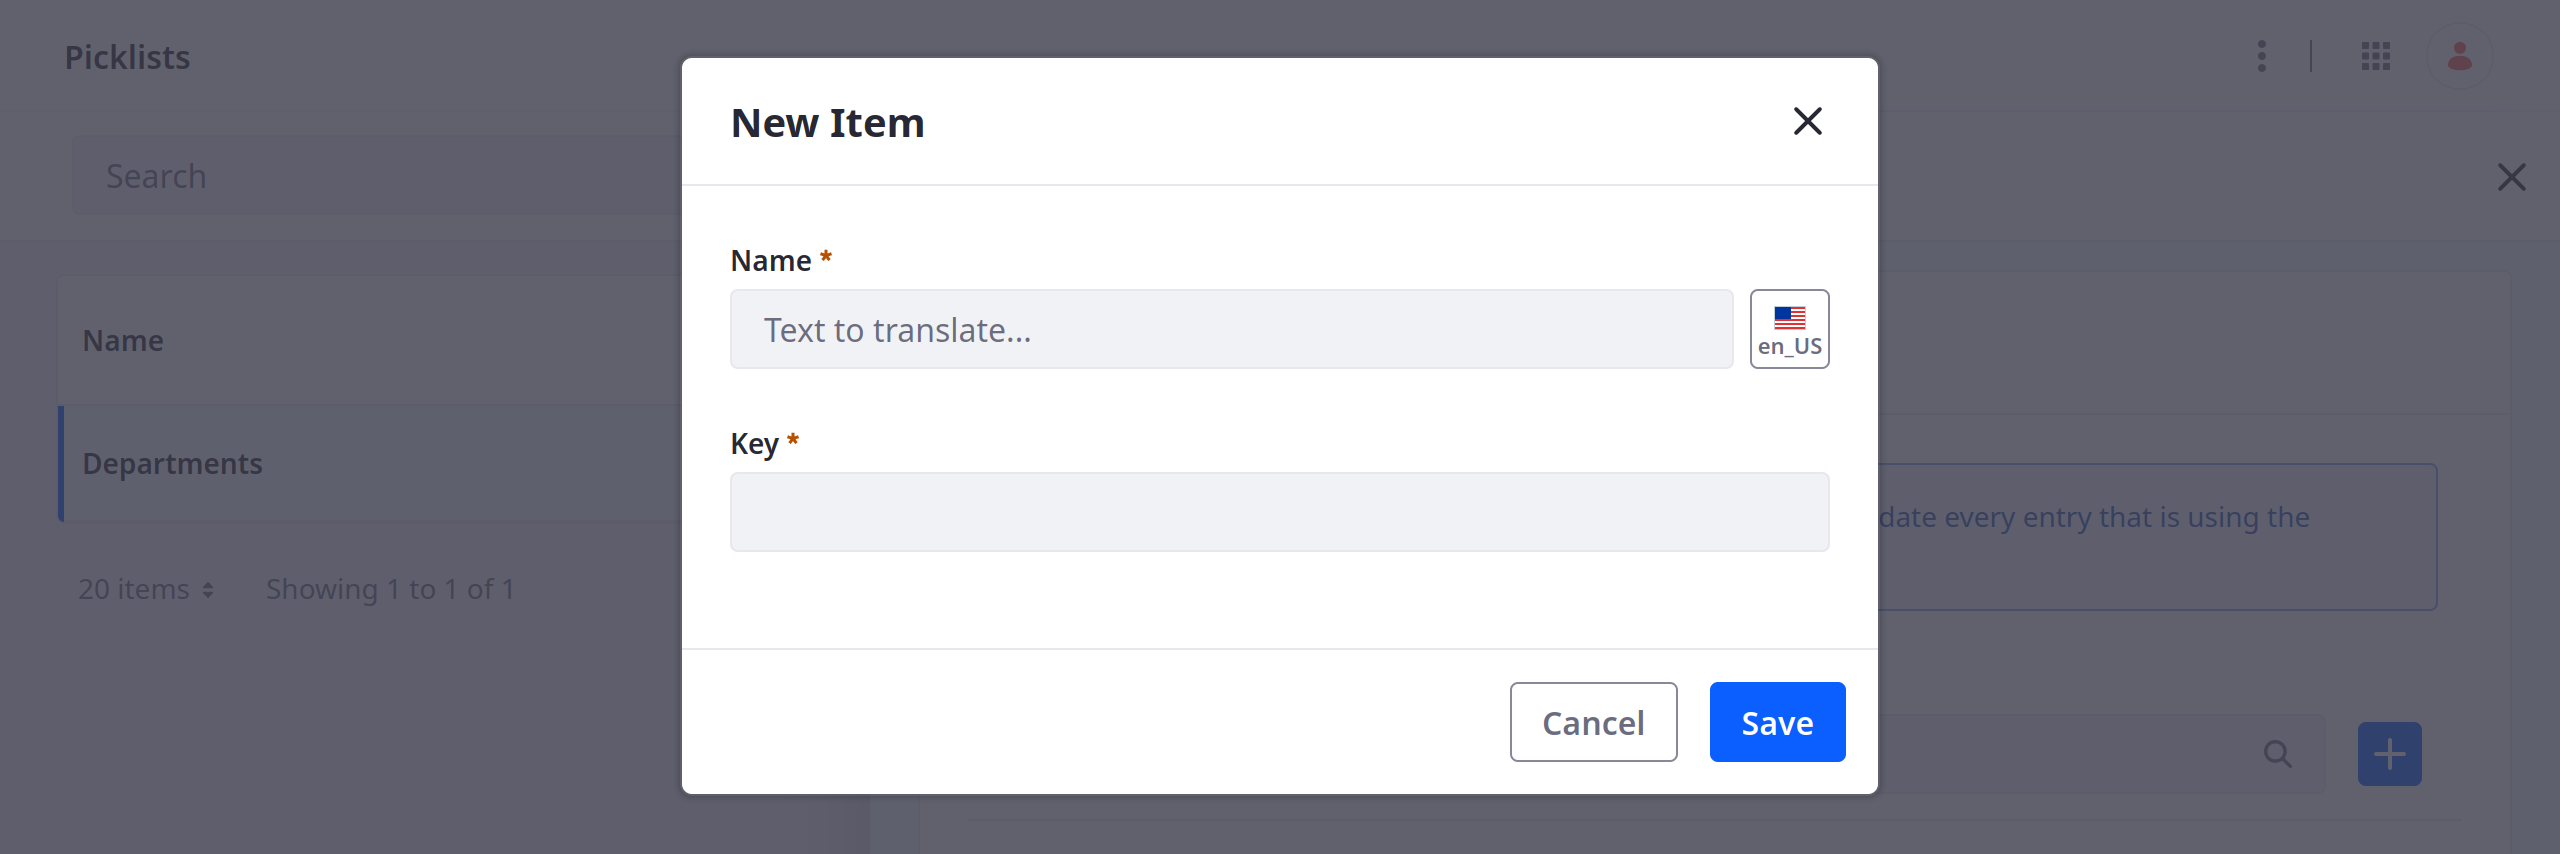 Picklists
Search
Name
Departments
20 items
Showing 1 to 1 of 1
New Item
Name *
Text to translate...
en_US
Key *
Cancel
Save
date every entry that is using the